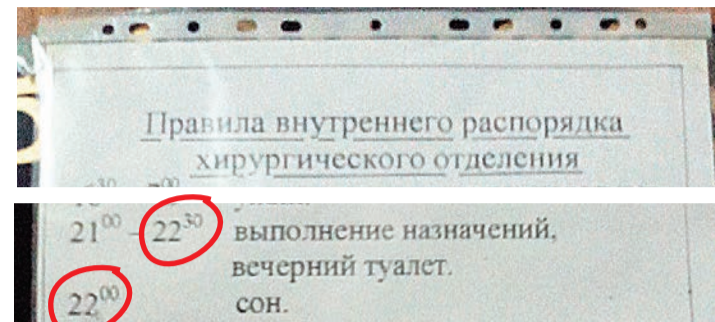 Правила внутреннего распорядка
хирургического отделения
21⁰⁰ – 22³⁰ выполнение назначений,
вечерний туалет.
22⁰⁰ сон.